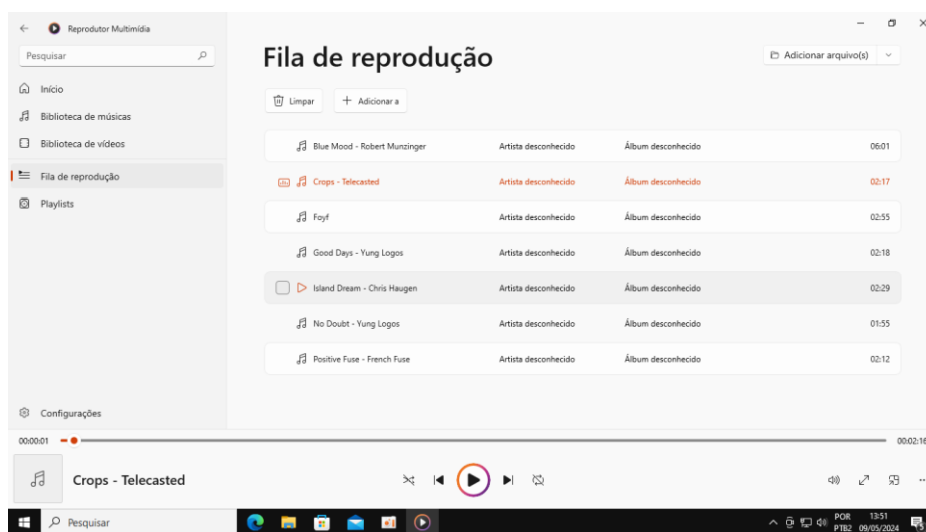 Reprodutor Multimídia
Pesquisar
Início
Biblioteca de músicas
Biblioteca de vídeos
Fila de reprodução
Playlists
Configurações
Fila de reprodução
Adicionar arquivo(s)
Limpar
Adicionar a
Blue Mood - Robert Munzinger Artista desconhecido Álbum desconhecido 06:01
Crops - Telecasted Artista desconhecido Álbum desconhecido 02:17
Foyf Artista desconhecido Álbum desconhecido 02:55
Good Days - Yung Logos Artista desconhecido Álbum desconhecido 02:18
Island Dream - Chris Haugen Artista desconhecido Álbum desconhecido 02:29
No Doubt - Yung Logos Artista desconhecido Álbum desconhecido 01:55
Positive Fuse - French Fuse Artista desconhecido Álbum desconhecido 02:12
00:00:01 00:02:16
Crops - Telecasted
Pesquisar
POR 13:51
PTB2 09/05/2024